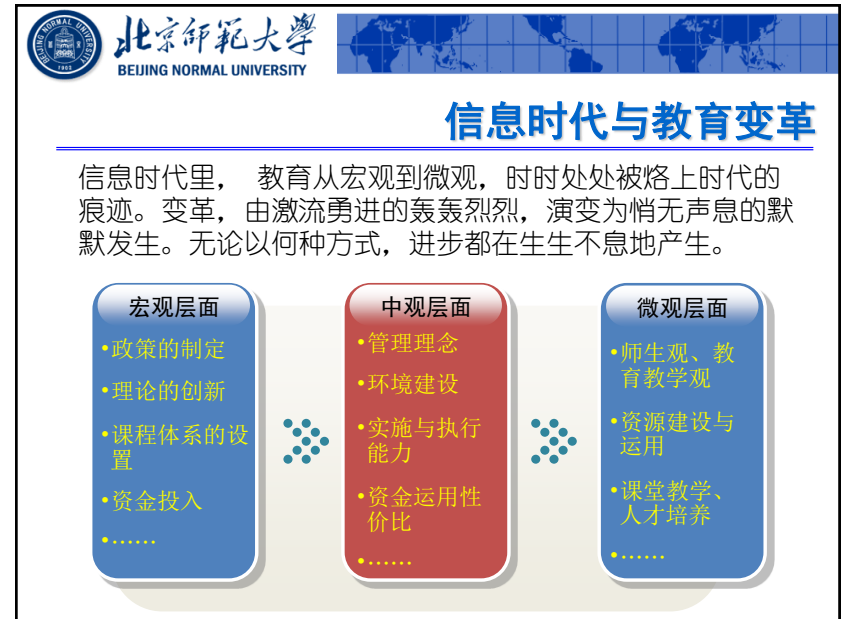 北京师范大学
BEIJING NORMAL UNIVERSITY
BEIJING NORMAL UNIVERSITY
1902
信息时代与教育变革
信息时代里， 教育从宏观到微观，时时处处被烙上时代的
痕迹。变革，由激流勇进的轰轰烈烈，演变为悄无声息的默
默发生。无论以何种方式，进步都在生生不息地产生。
宏观层面
•政策的制定
•理论的创新
•课程体系的设
置
•资金投入
•……
中观层面
•管理理念
•环境建设
•实施与执行
能力
•资金运用性
价比
•……
微观层面
•师生观、教
育教学观
•资源建设与
运用
•课堂教学、
人才培养
•……